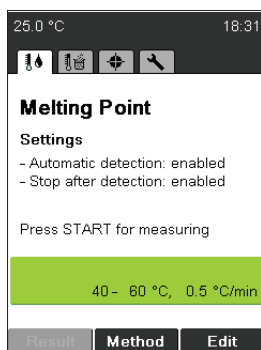 25.0 °C 18:31
Melting Point
Settings
- Automatic detection: enabled
- Stop after detection: enabled
Press START for measuring
40 - 60 °C, 0.5 °C/min
Result Method Edit